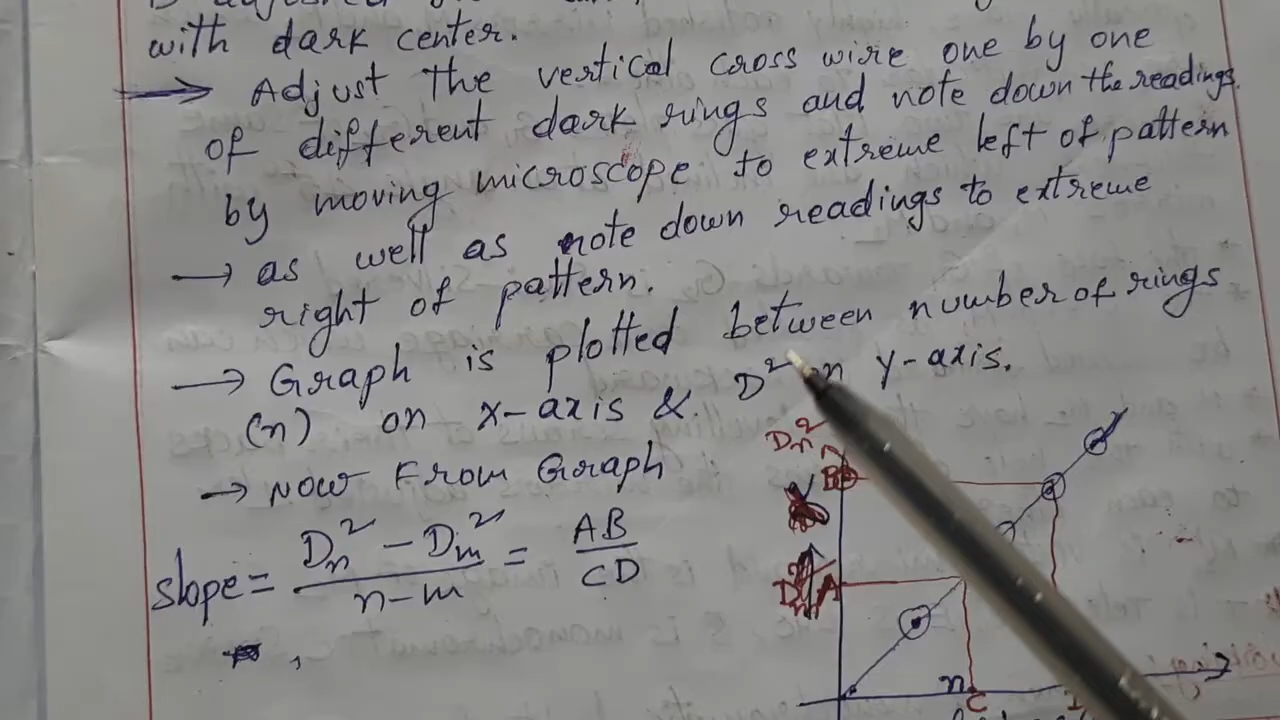 with dark center.
→ Adjust the vertical cross wire one by one
of different dark rings and note down the readings.
by moving microscope to extreme left of pattern
→ as well as note down readings to extreme
right of pattern.
→ Graph is plotted between number of rings
(n) on x-axis & D² on y-axis.
→ Now From Graph
slope = Dn² - Dm² / n-m = AB / CD
Dn²
B
A
n
C